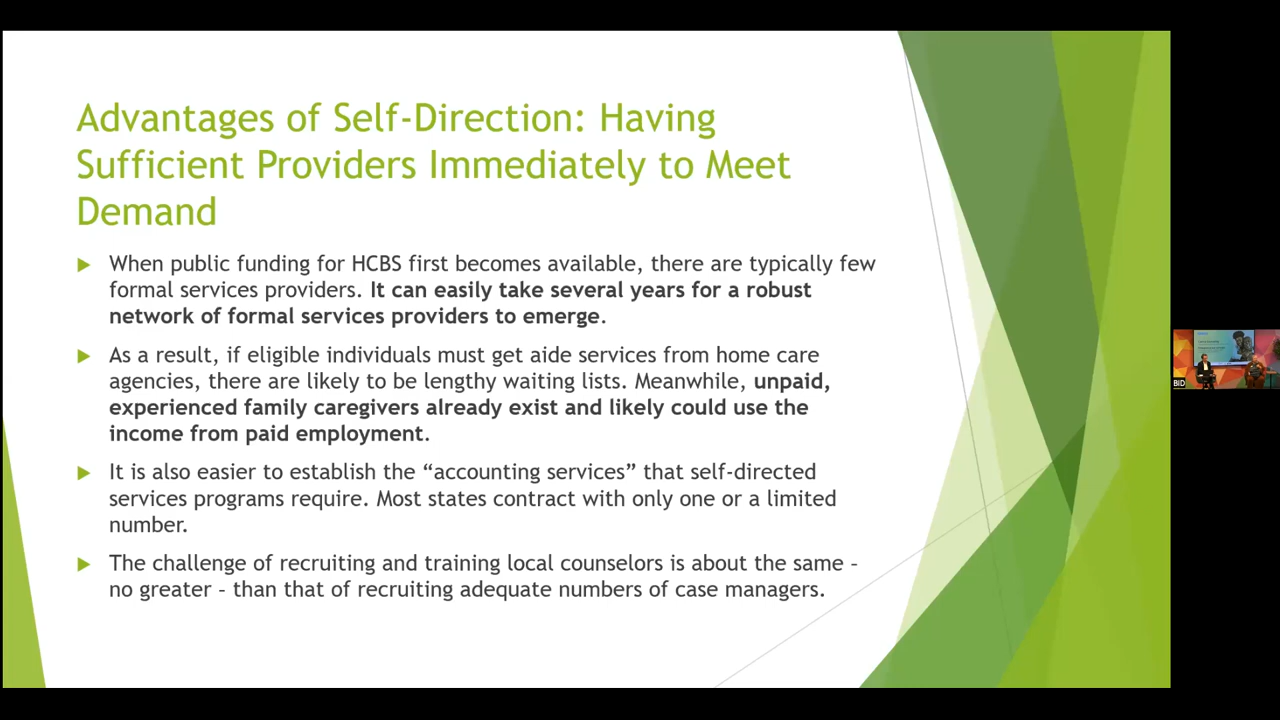 Advantages of Self-Direction: Having
Sufficient Providers Immediately to Meet
Demand
When public funding for HCBS first becomes available, there are typically few
formal services providers. It can easily take several years for a robust
network of formal services providers to emerge.
As a result, if eligible individuals must get aide services from home care
agencies, there are likely to be lengthy waiting lists. Meanwhile, unpaid,
experienced family caregivers already exist and likely could use the
income from paid employment.
It is also easier to establish the “accounting services” that self-directed
services programs require. Most states contract with only one or a limited
number.
The challenge of recruiting and training local counselors is about the same –
no greater – than that of recruiting adequate numbers of case managers.
BID